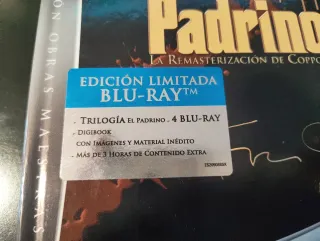 Padrino
LA REMASTERIZACIÓN DE COPPO
ON OBRAS MAESTRAS
EDICIÓN LIMITADA
BLU-RAY™
- TRILOGÍA EL PADRINO - 4 BLU-RAY
- DIGIBOOK
CON IMÁGENES Y MATERIAL INÉDITO
- MÁS DE 3 HORAS DE CONTENIDO EXTRA